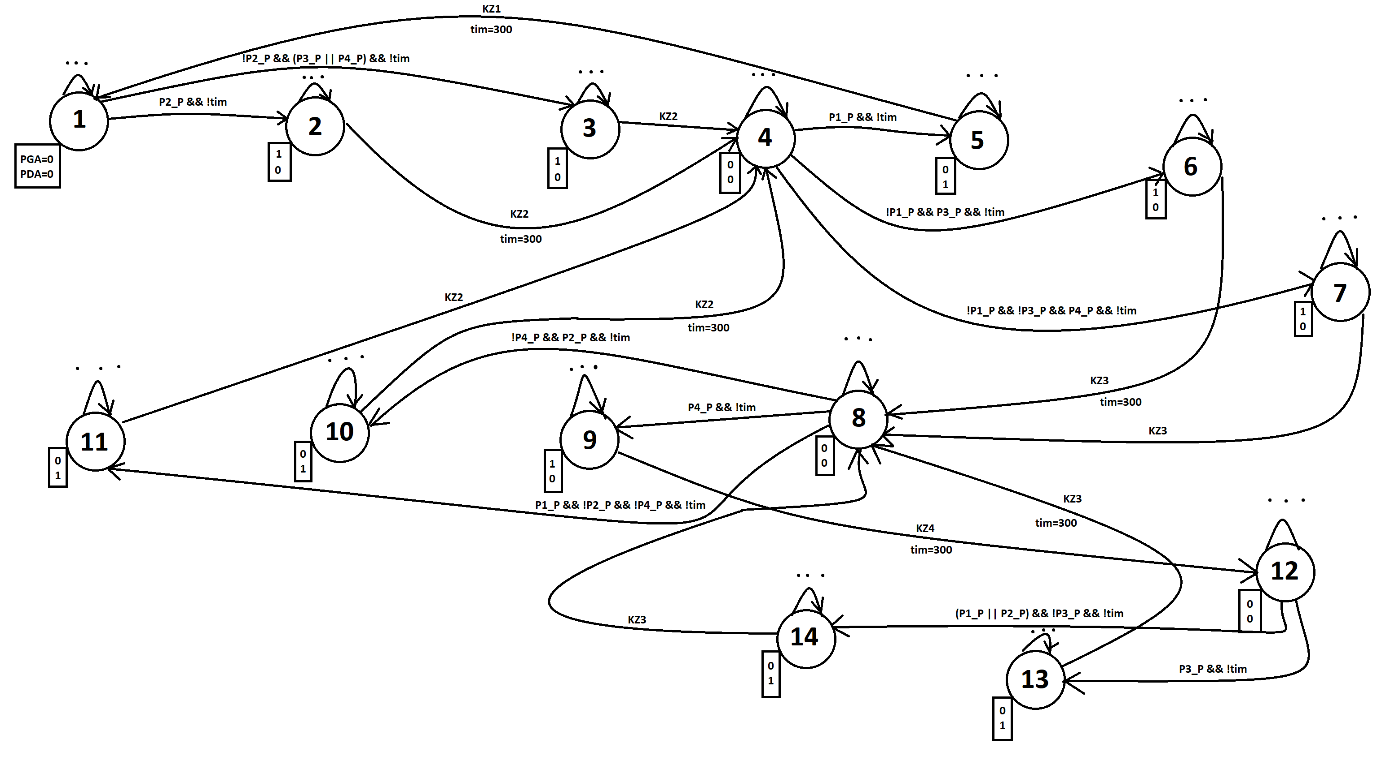 KZ1
tim=300
!P2_P && (P3_P || P4_P) && !tim
. . .
. . .
. . .
. . .
. . .
. . .
P2_P && !tim
KZ2
P1_P && !tim
1
2
3
4
5
6
PGA=0
PDA=0
1
0
1
0
0
0
0
1
1
0
KZ2
tim=300
!P1_P && P3_P && !tim
. . .
7
1
0
KZ2
KZ2
tim=300
!P1_P && !P3_P && P4_P && !tim
!P4_P && P2_P && !tim
. . .
. . .
. . .
. . .
KZ3
tim=300
P4_P && !tim
KZ3
11
10
9
8
0
1
0
1
1
0
0
0
P1_P && !P2_P && !P4_P && !tim
KZ3
tim=300
KZ4
tim=300
. . .
12
0
0
. . .
(P1_P || P2_P) && !P3_P && !tim
KZ3
14
0
1
. . .
13
0
1
P3_P && !tim